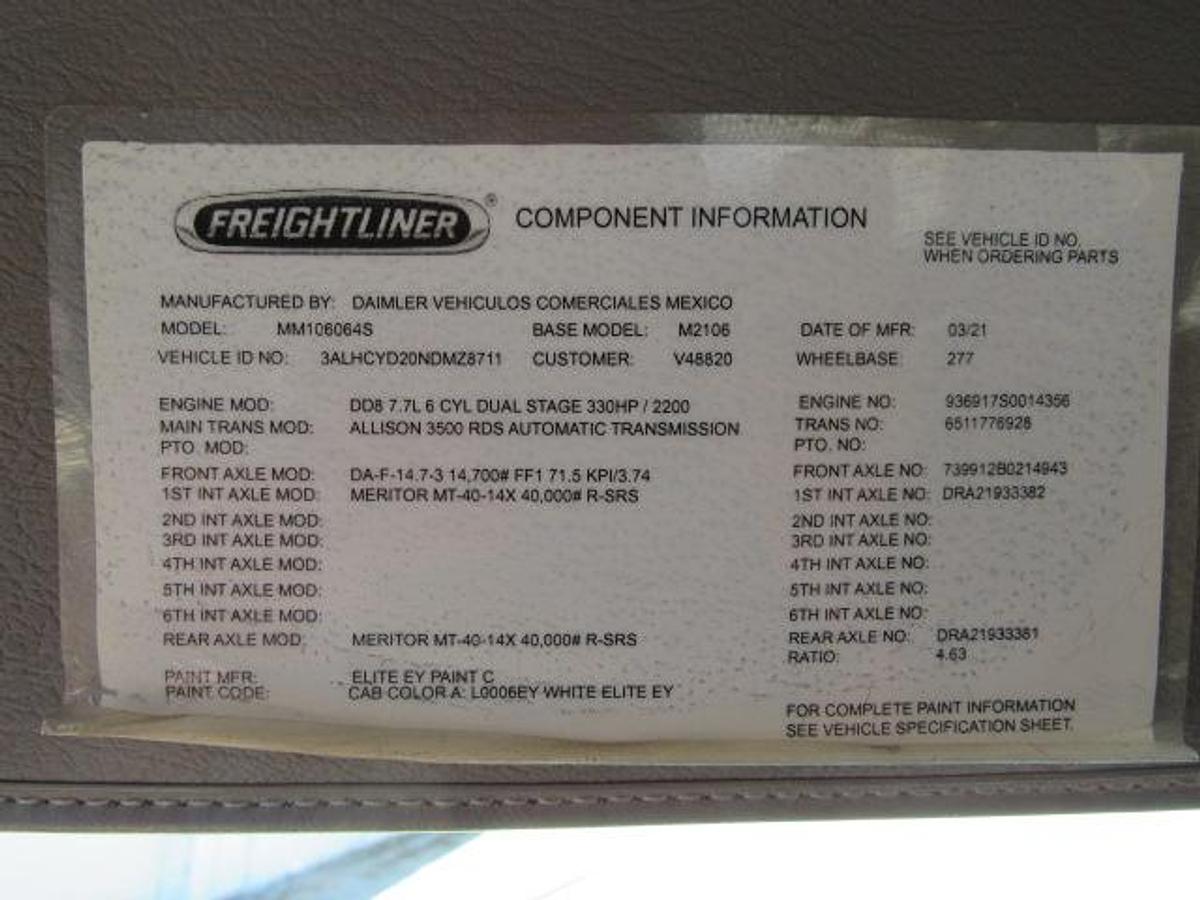 FREIGHTLINER ® COMPONENT INFORMATION
SEE VEHICLE ID NO.
WHEN ORDERING PARTS
MANUFACTURED BY: DAIMLER VEHICULOS COMERCIALES MEXICO
MODEL: MM106064S BASE MODEL: M2106 DATE OF MFR: 03/21
VEHICLE ID NO: 3ALHCYD20NDMZ8711 CUSTOMER: V48820 WHEELBASE: 277
ENGINE MOD: DD8 7.7L 6 CYL DUAL STAGE 330HP / 2200 ENGINE NO: 936917S0014356
MAIN TRANS MOD: ALLISON 3500 RDS AUTOMATIC TRANSMISSION TRANS NO: 6511776928
PTO MOD: PTO. NO:
FRONT AXLE MOD: DA-F-14.7-3 14,700# FF1 71.5 KPI/3.74 FRONT AXLE NO: 739912B0214943
1ST INT AXLE MOD: MERITOR MT-40-14X 40,000# R-SRS 1ST INT AXLE NO: DRA21933382
2ND INT AXLE MOD: 2ND INT AXLE NO:
3RD INT AXLE MOD: 3RD INT AXLE NO:
4TH INT AXLE MOD: 4TH INT AXLE NO:
5TH INT AXLE MOD: 5TH INT AXLE NO:
6TH INT AXLE MOD: 6TH INT AXLE NO:
REAR AXLE MOD: MERITOR MT-40-14X 40,000# R-SRS REAR AXLE NO: DRA21933381
RATIO: 4.63
PAINT MFR: ELITE EY PAINT C
PAINT CODE: CAB COLOR A: L0006EY WHITE ELITE EY
FOR COMPLETE PAINT INFORMATION
SEE VEHICLE SPECIFICATION SHEET.